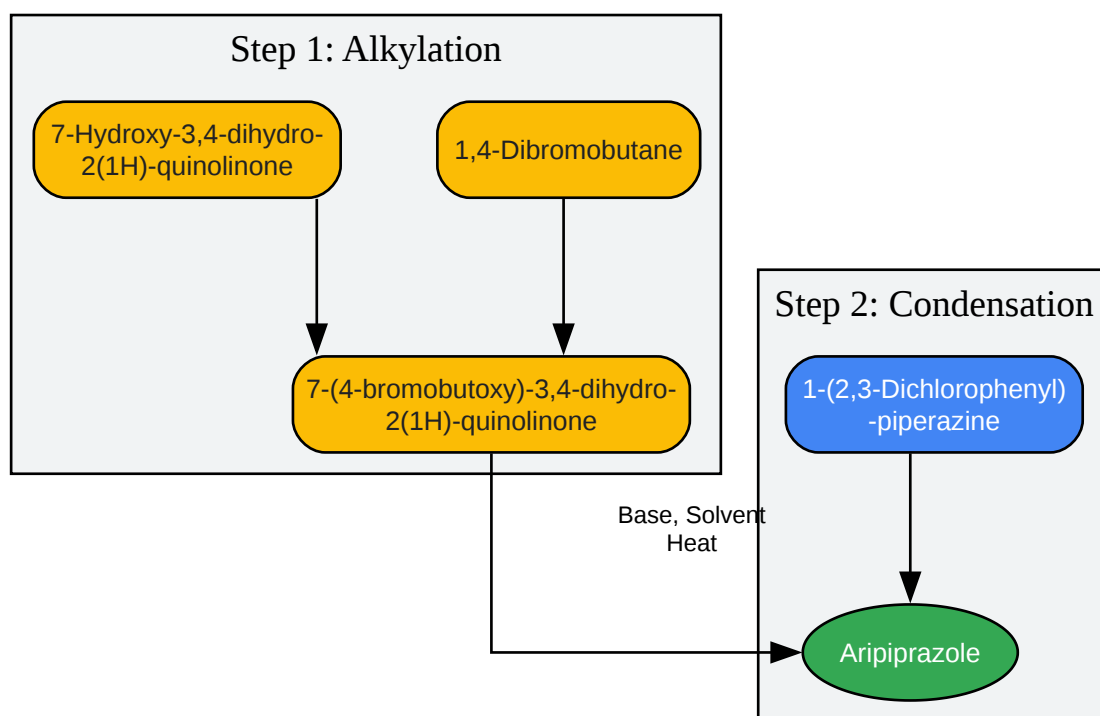 Step 1: Alkylation
7-Hydroxy-3,4-dihydro-
2(1H)-quinolinone
1,4-Dibromobutane
7-(4-bromobutoxy)-3,4-dihydro-
2(1H)-quinolinone
Step 2: Condensation
1-(2,3-Dichlorophenyl)
-piperazine
Base, Solvent
Heat
Aripiprazole